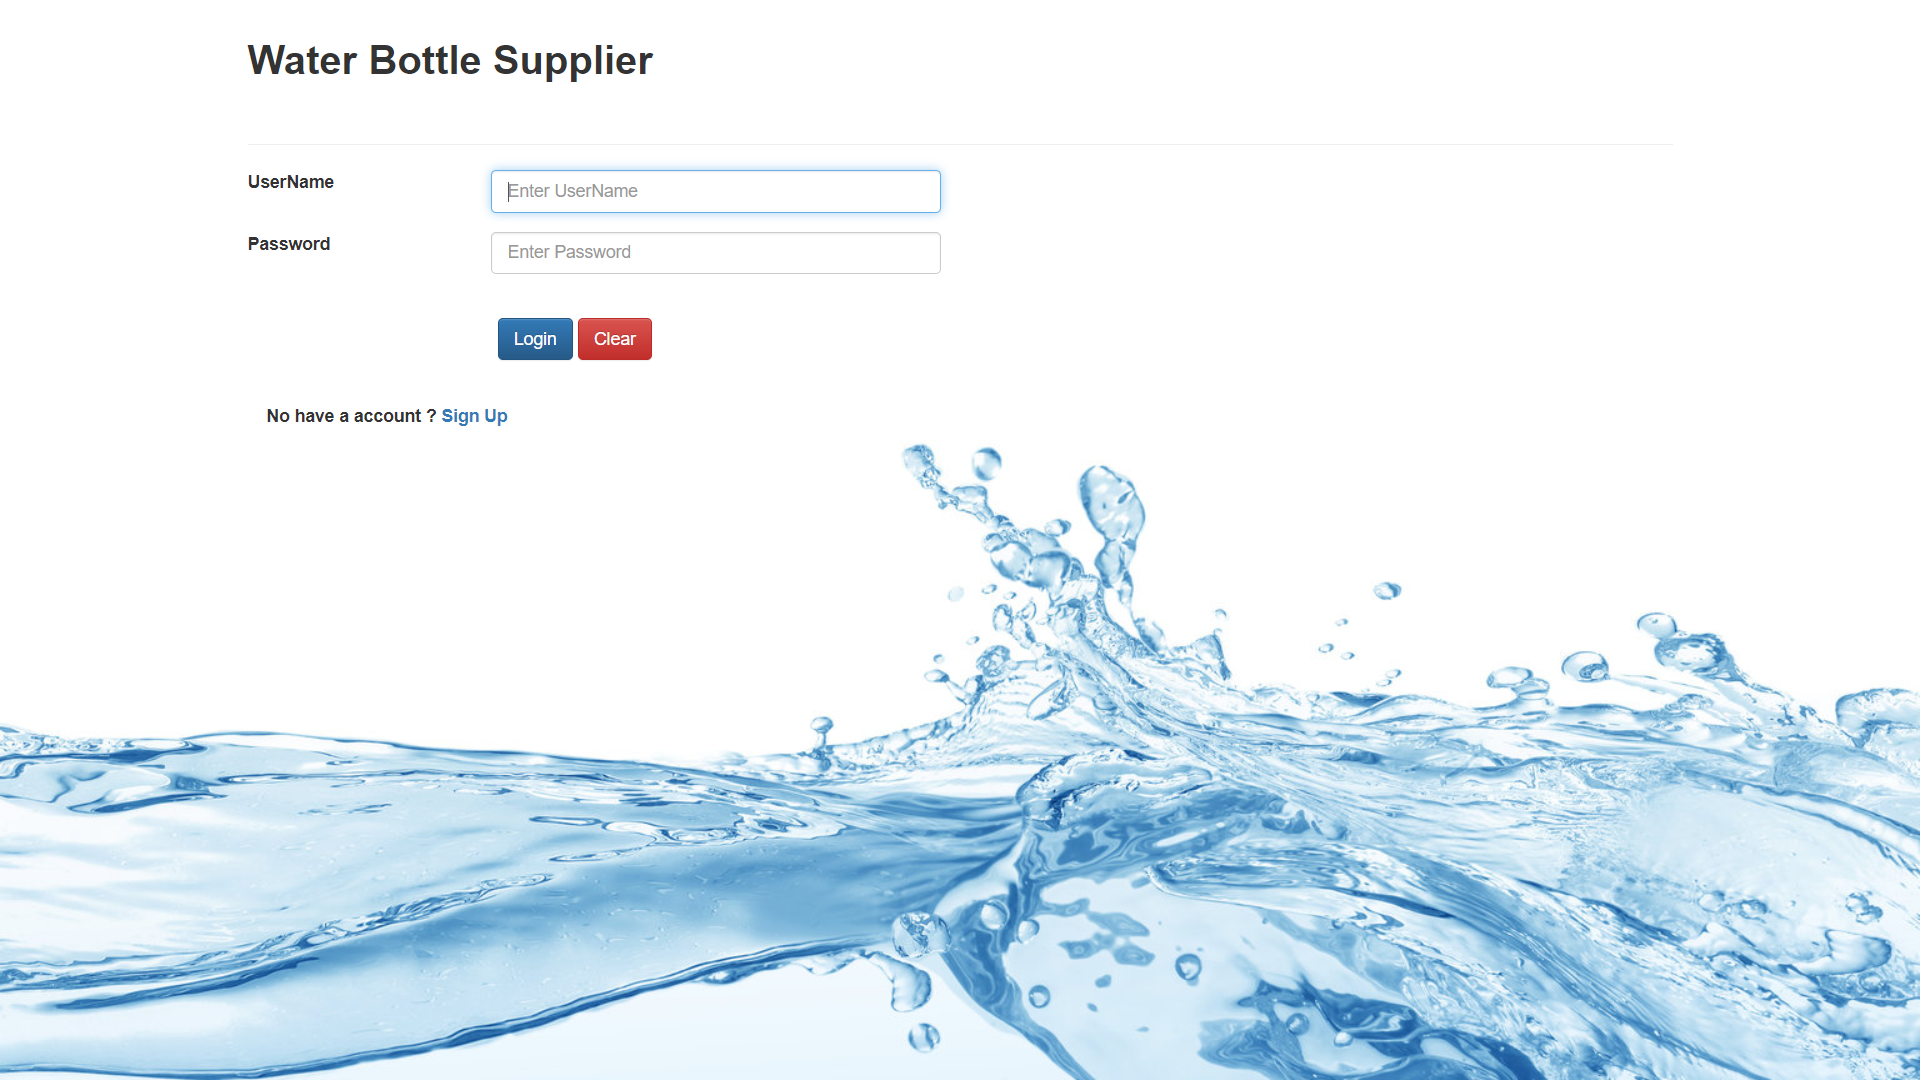 Water Bottle Supplier
UserName
Enter UserName
Password
Enter Password
Login Clear
No have a account ? Sign Up